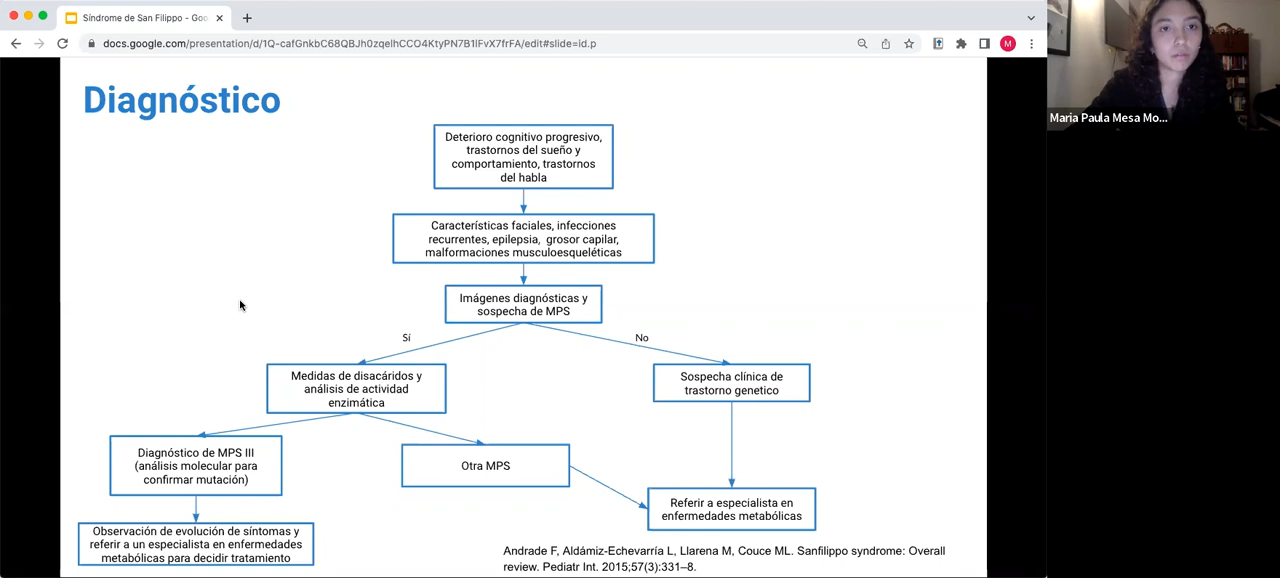 Síndrome de San Filippo - Goo
docs.google.com/presentation/d/1Q-cafGnkbC68QBJh0zqelhCCO4KtyPN7B1lFvX7frFA/edit#slide=id.p
M
Maria Paula Mesa Mo...
Diagnóstico
Deterioro cognitivo progresivo,
trastornos del sueño y
comportamiento, trastornos
del habla
Características faciales, infecciones
recurrentes, epilepsia, grosor capilar,
malformaciones musculoesqueléticas
Imágenes diagnósticas y
sospecha de MPS
Sí
No
Medidas de disacáridos y
análisis de actividad
enzimática
Sospecha clínica de
trastorno genetico
Diagnóstico de MPS III
(análisis molecular para
confirmar mutación)
Otra MPS
Referir a especialista en
enfermedades metabólicas
Observación de evolución de síntomas y
referir a un especialista en enfermedades
metabólicas para decidir tratamiento
Andrade F, Aldámiz-Echevarría L, Llarena M, Couce ML. Sanfilippo syndrome: Overall
review. Pediatr Int. 2015;57(3):331–8.